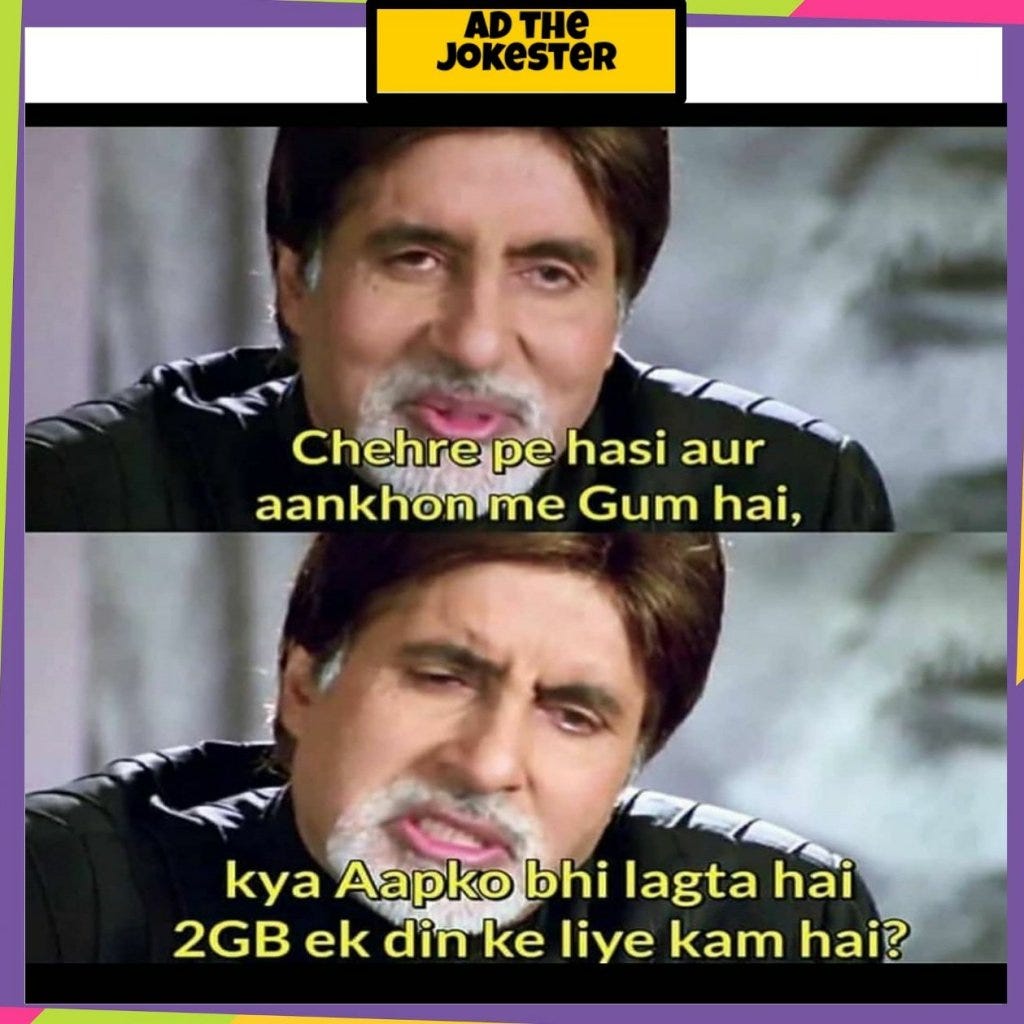 AD THE
JOKESTER
Chehre pe hasi aur
aankhon me Gum hai,
kya Aapko bhi lagta hai
2GB ek din ke liye kam hai?